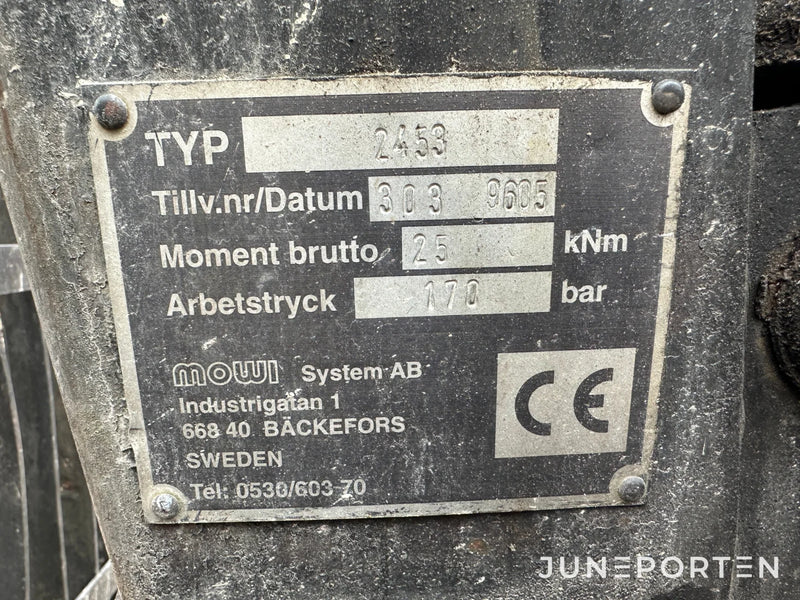 TYP 2453
Tillv.nr/Datum 303 9605
Moment brutto 25 kNm
Arbetstryck 170 bar
mowi System AB
Industrigatan 1
668 40 BÄCKEFORS
SWEDEN
Tel: 0530/603 70
CE
JUNEPORTEN